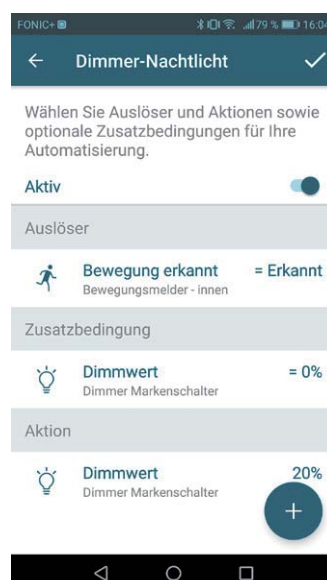 FONIC+ 79 % 16:04
Dimmer-Nachtlicht
Wählen Sie Auslöser und Aktionen sowie
optionale Zusatzbedingungen für Ihre
Automatisierung.
Aktiv
Auslöser
Bewegung erkannt = Erkannt
Bewegungsmelder - innen
Zusatzbedingung
Dimmwert = 0%
Dimmer Markenschalter
Aktion
Dimmwert 20%
Dimmer Markenschalter
+